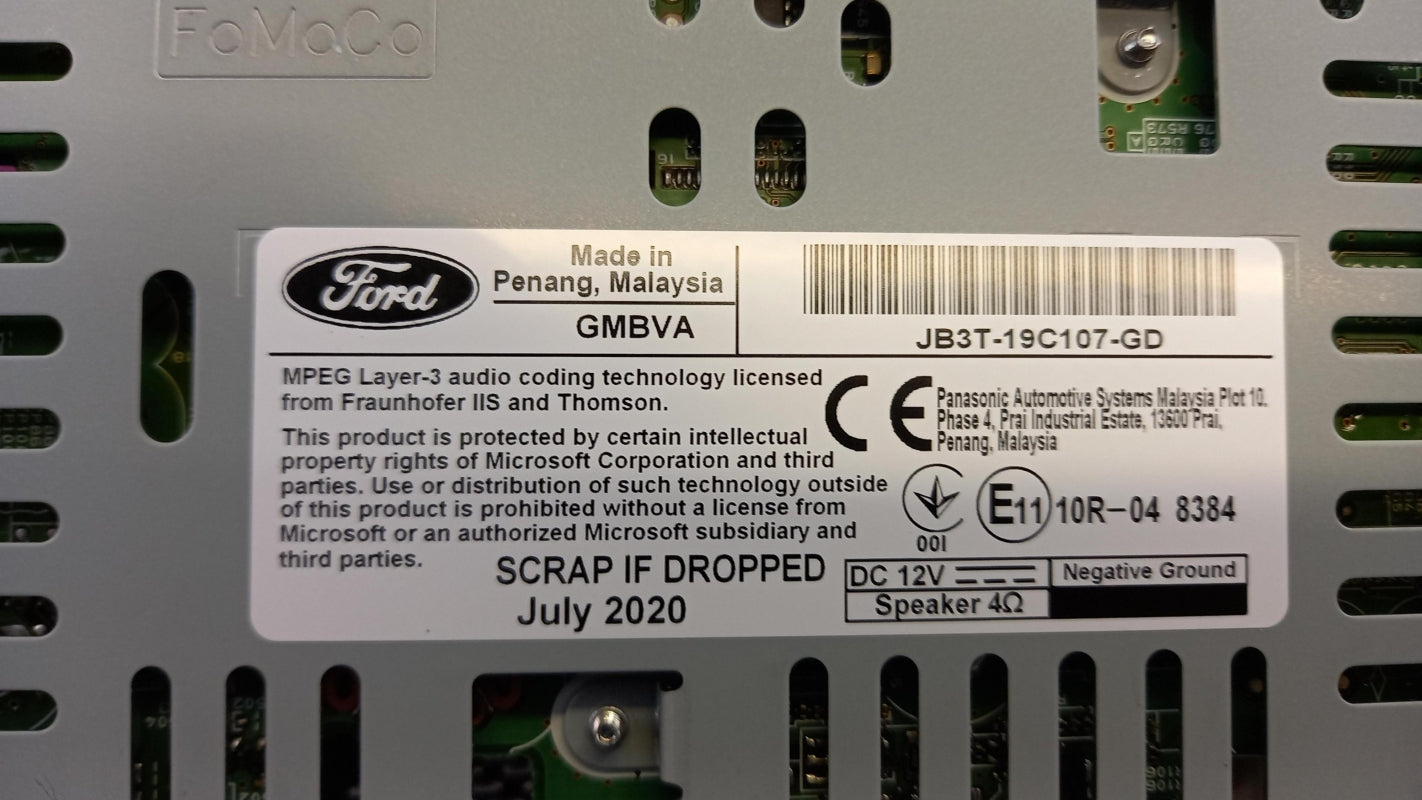 FoMoCo
16
76 R573
Ford
Made in
Penang, Malaysia
GMBVA
JB3T-19C107-GD
MPEG Layer-3 audio coding technology licensed
from Fraunhofer IIS and Thomson.
This product is protected by certain intellectual
property rights of Microsoft Corporation and third
parties. Use or distribution of such technology outside
of this product is prohibited without a license from
Microsoft or an authorized Microsoft subsidiary and
third parties.
SCRAP IF DROPPED
July 2020
CE
Panasonic Automotive Systems Malaysia Plot 10,
Phase 4, Prai Industrial Estate, 13600 Prai,
Penang, Malaysia
001
E11 10R-04 8384
DC 12V
Negative Ground
Speaker 4Ω